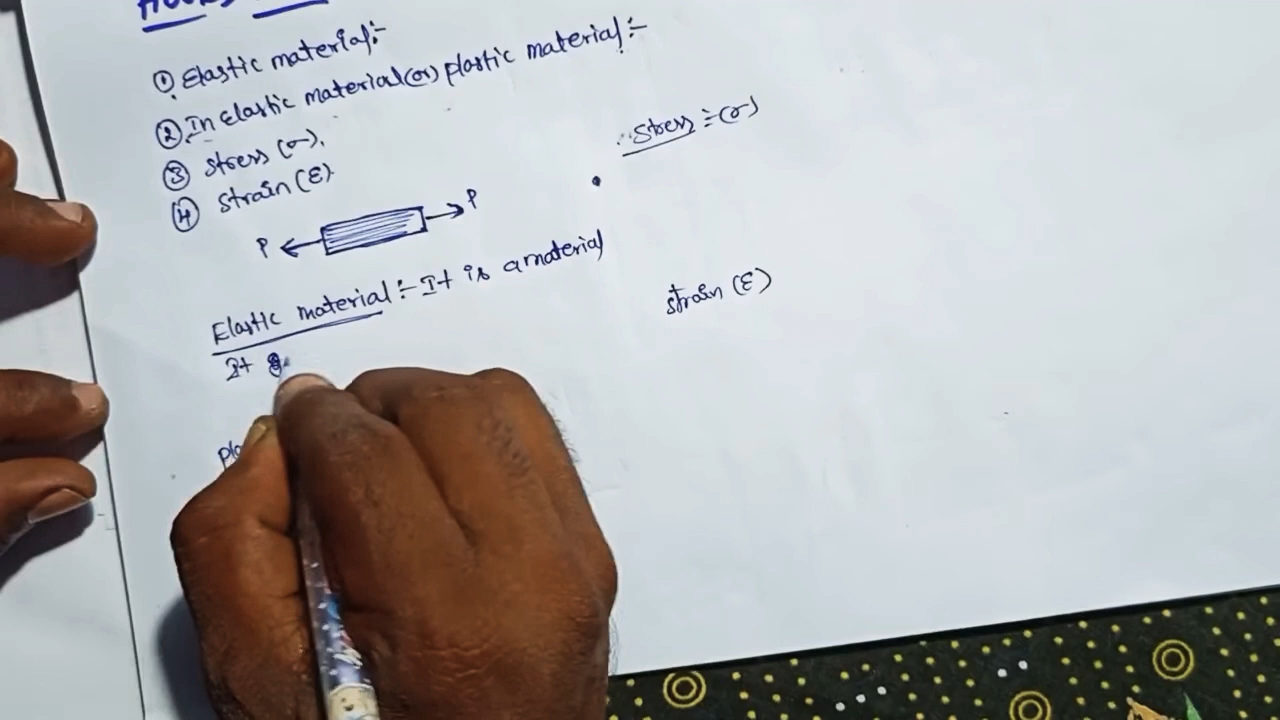 ① Elastic material:-
② In Elastic material (or) plastic material:-
③ stress (σ).
④ strain (ε)
P P
Elastic material :- It is a material
It
Stress :- (σ)
strain (ε)